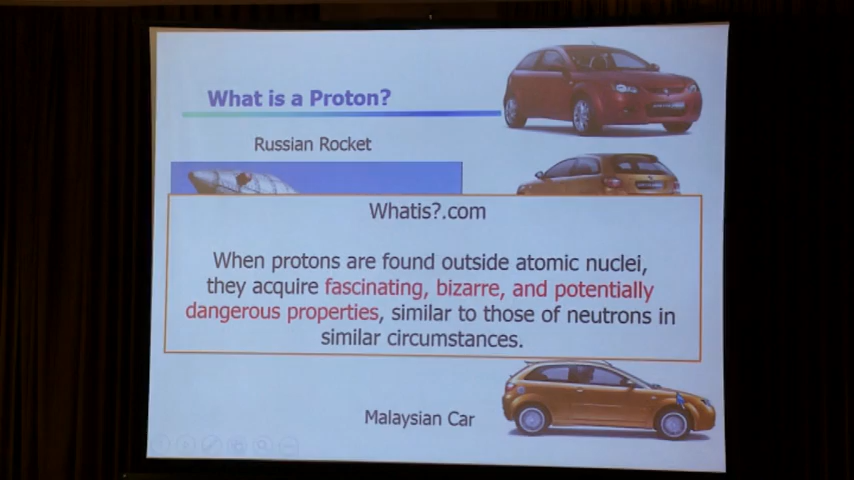 What is a Proton?
Russian Rocket
Whatis?.com
When protons are found outside atomic nuclei,
they acquire fascinating, bizarre, and potentially
dangerous properties, similar to those of neutrons in
similar circumstances.
Malaysian Car